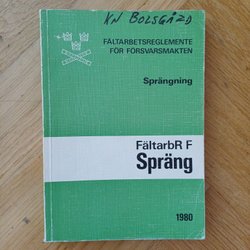 KN BOLSGÅRD
FÄLTARBETSREGLEMENTE
FÖR FÖRSVARSMAKTEN
Sprängning
FältarbR F
Spräng
1980